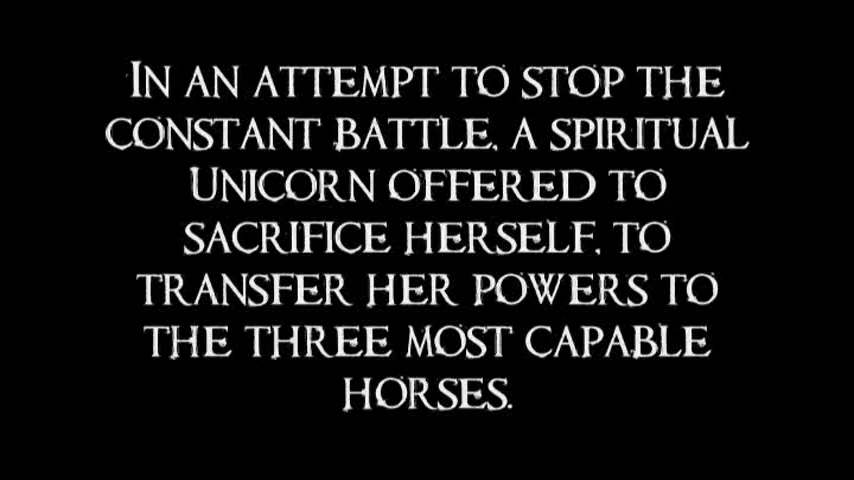 In an attempt to stop the
constant battle, a spiritual
Unicorn offered to
sacrifice herself, to
transfer her powers to
the three most capable
horses.